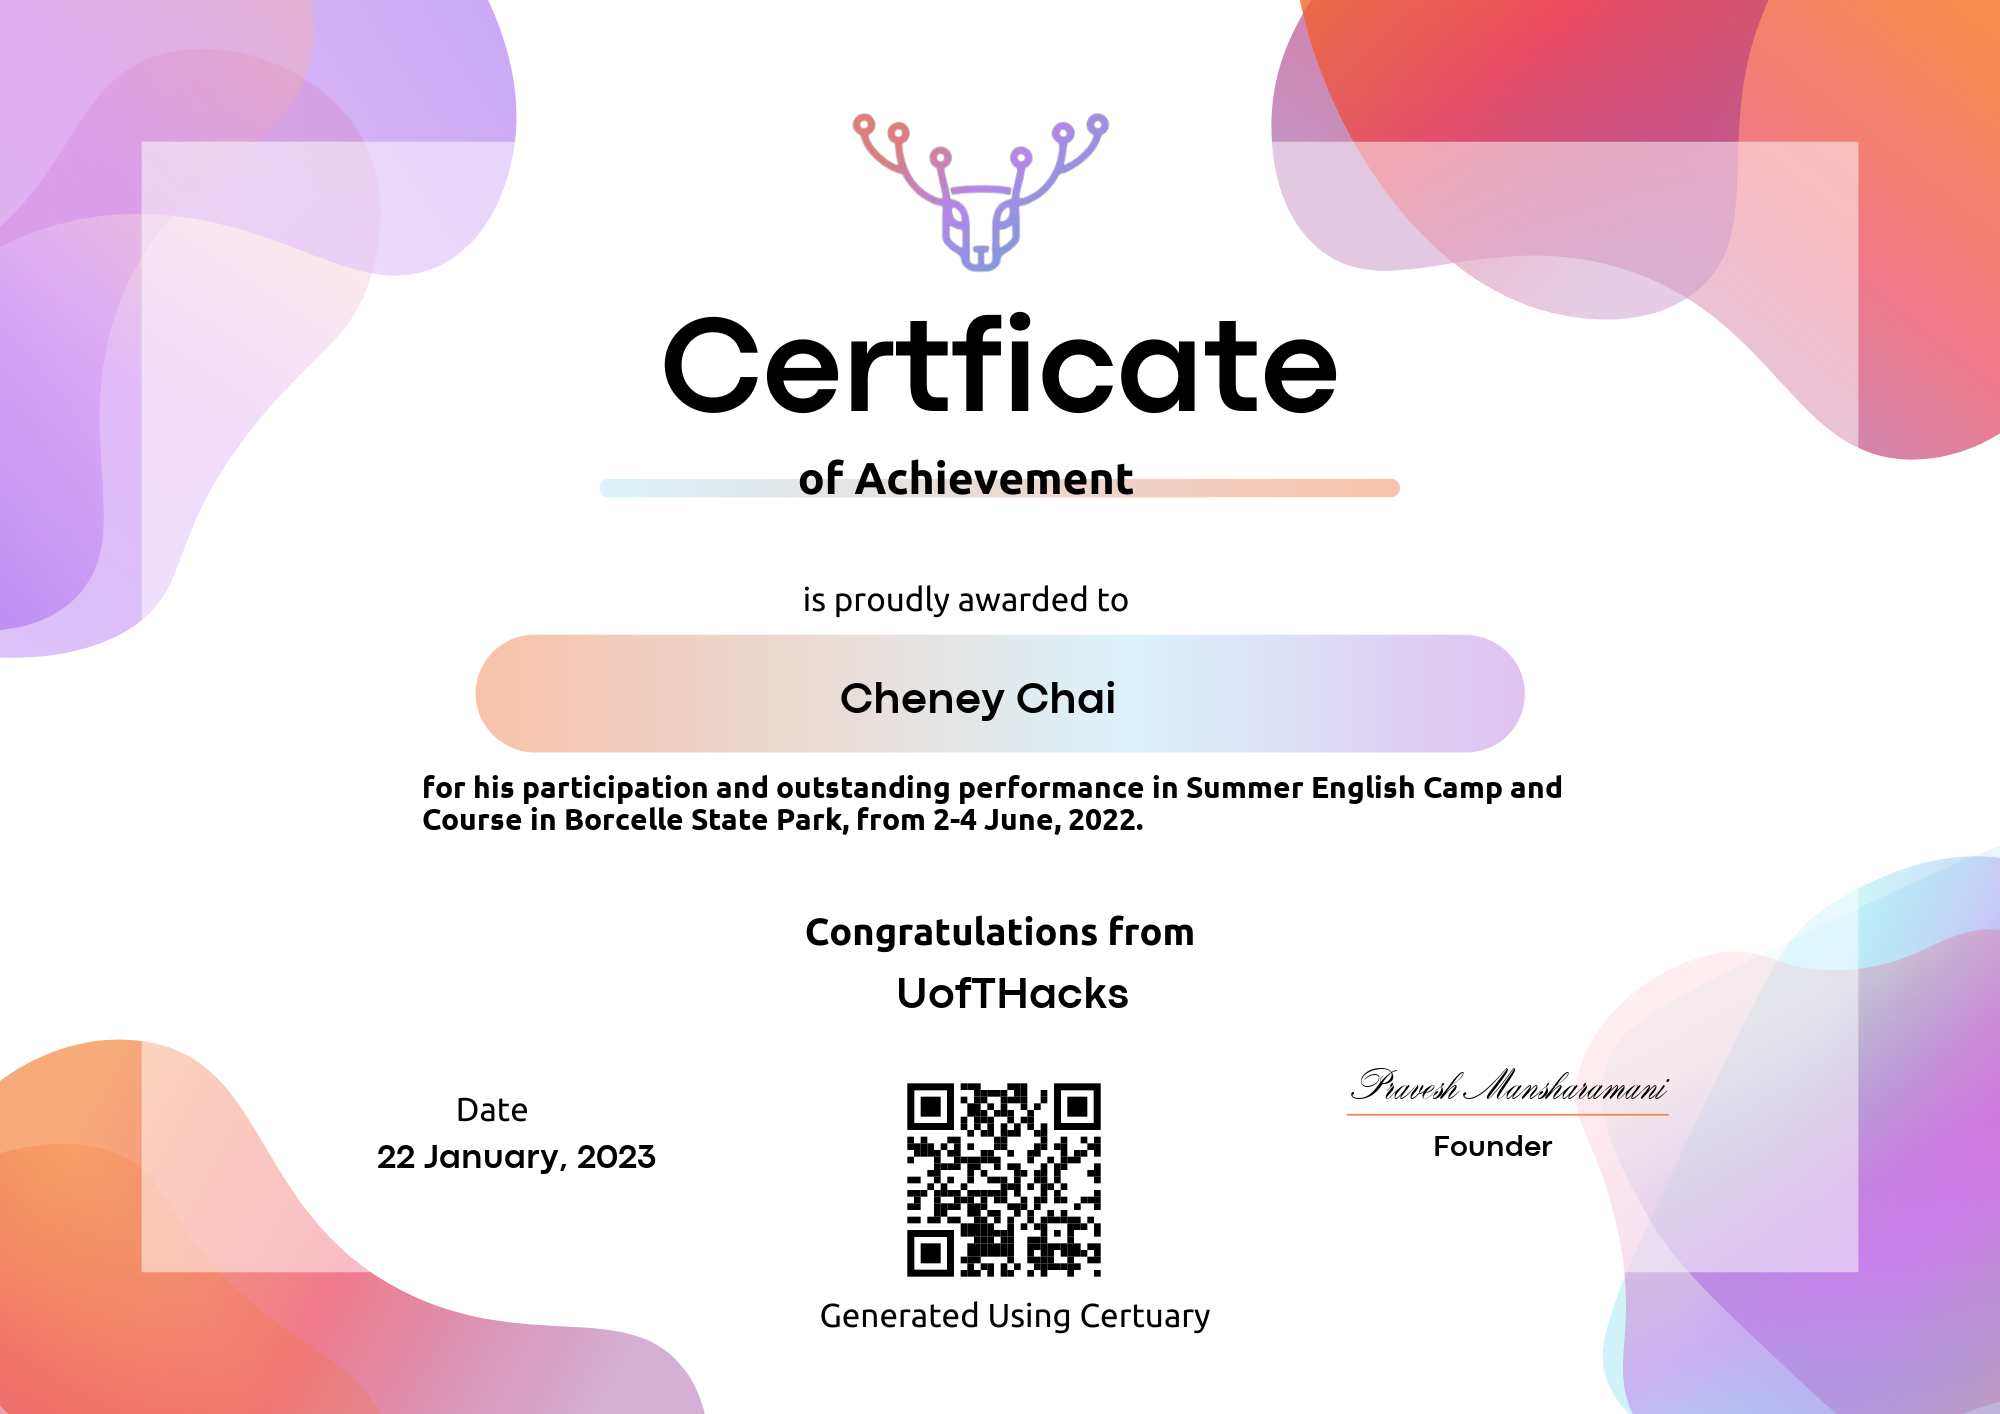 Certficate
of Achievement
is proudly awarded to
Cheney Chai
for his participation and outstanding performance in Summer English Camp and
Course in Borcelle State Park, from 2-4 June, 2022.
Congratulations from
UofTHacks
Date
22 January, 2023
Pravesh Mansharamani
Founder
Generated Using Certuary